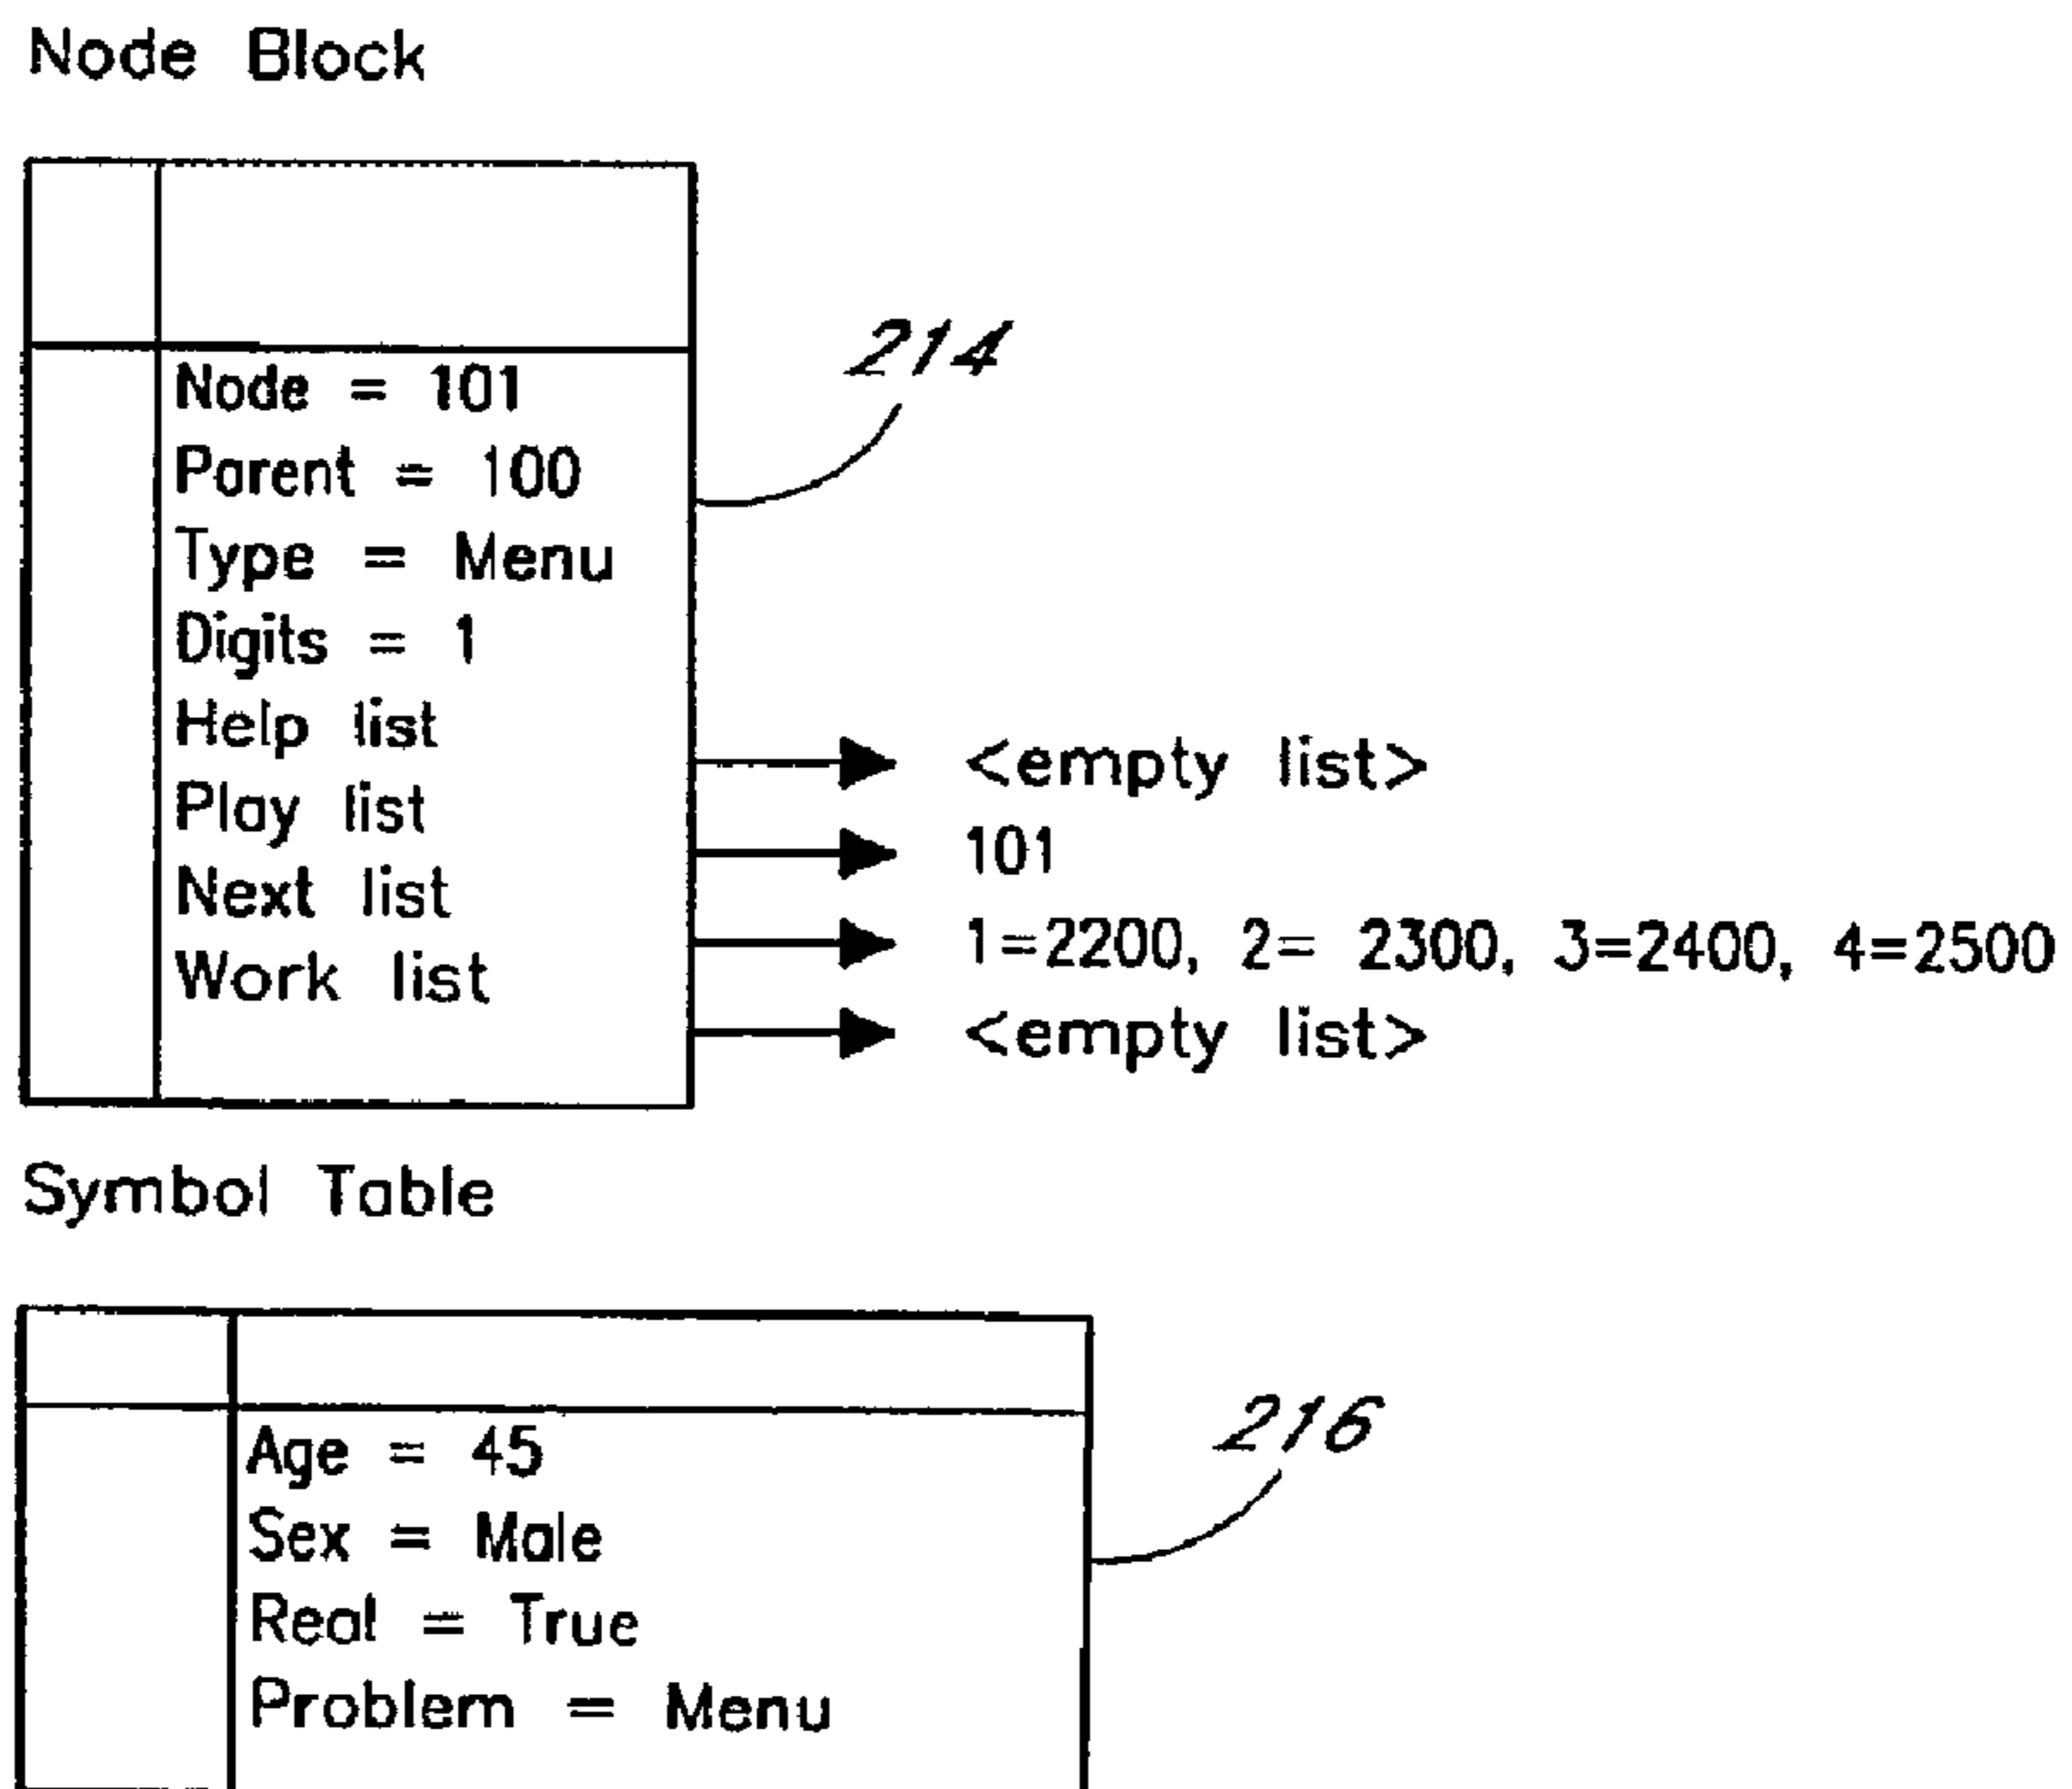 Node Block
214
Node = 101
Parent = 100
Type = Menu
Digits = 1
Help list
<empty list>
Play list
101
Next list
1=2200, 2= 2300, 3=2400, 4=2500
Work list
<empty list>
Symbol Table
216
Age = 45
Sex = Male
Real = True
Problem = Menu